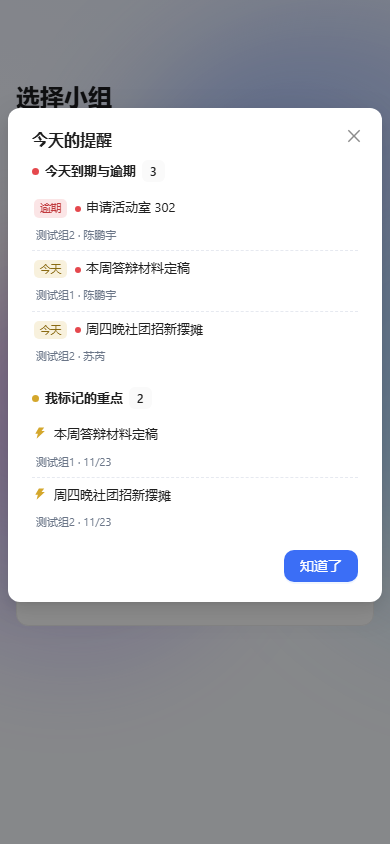 选择小组
今天的提醒
今天到期与逾期 3
逾期 申请活动室 302
测试组2 · 陈鹏宇
今天 本周答辩材料定稿
测试组1 · 陈鹏宇
今天 周四晚社团招新摆摊
测试组2 · 苏芮
我标记的重点 2
本周答辩材料定稿
测试组1 · 11/23
周四晚社团招新摆摊
测试组2 · 11/23
知道了